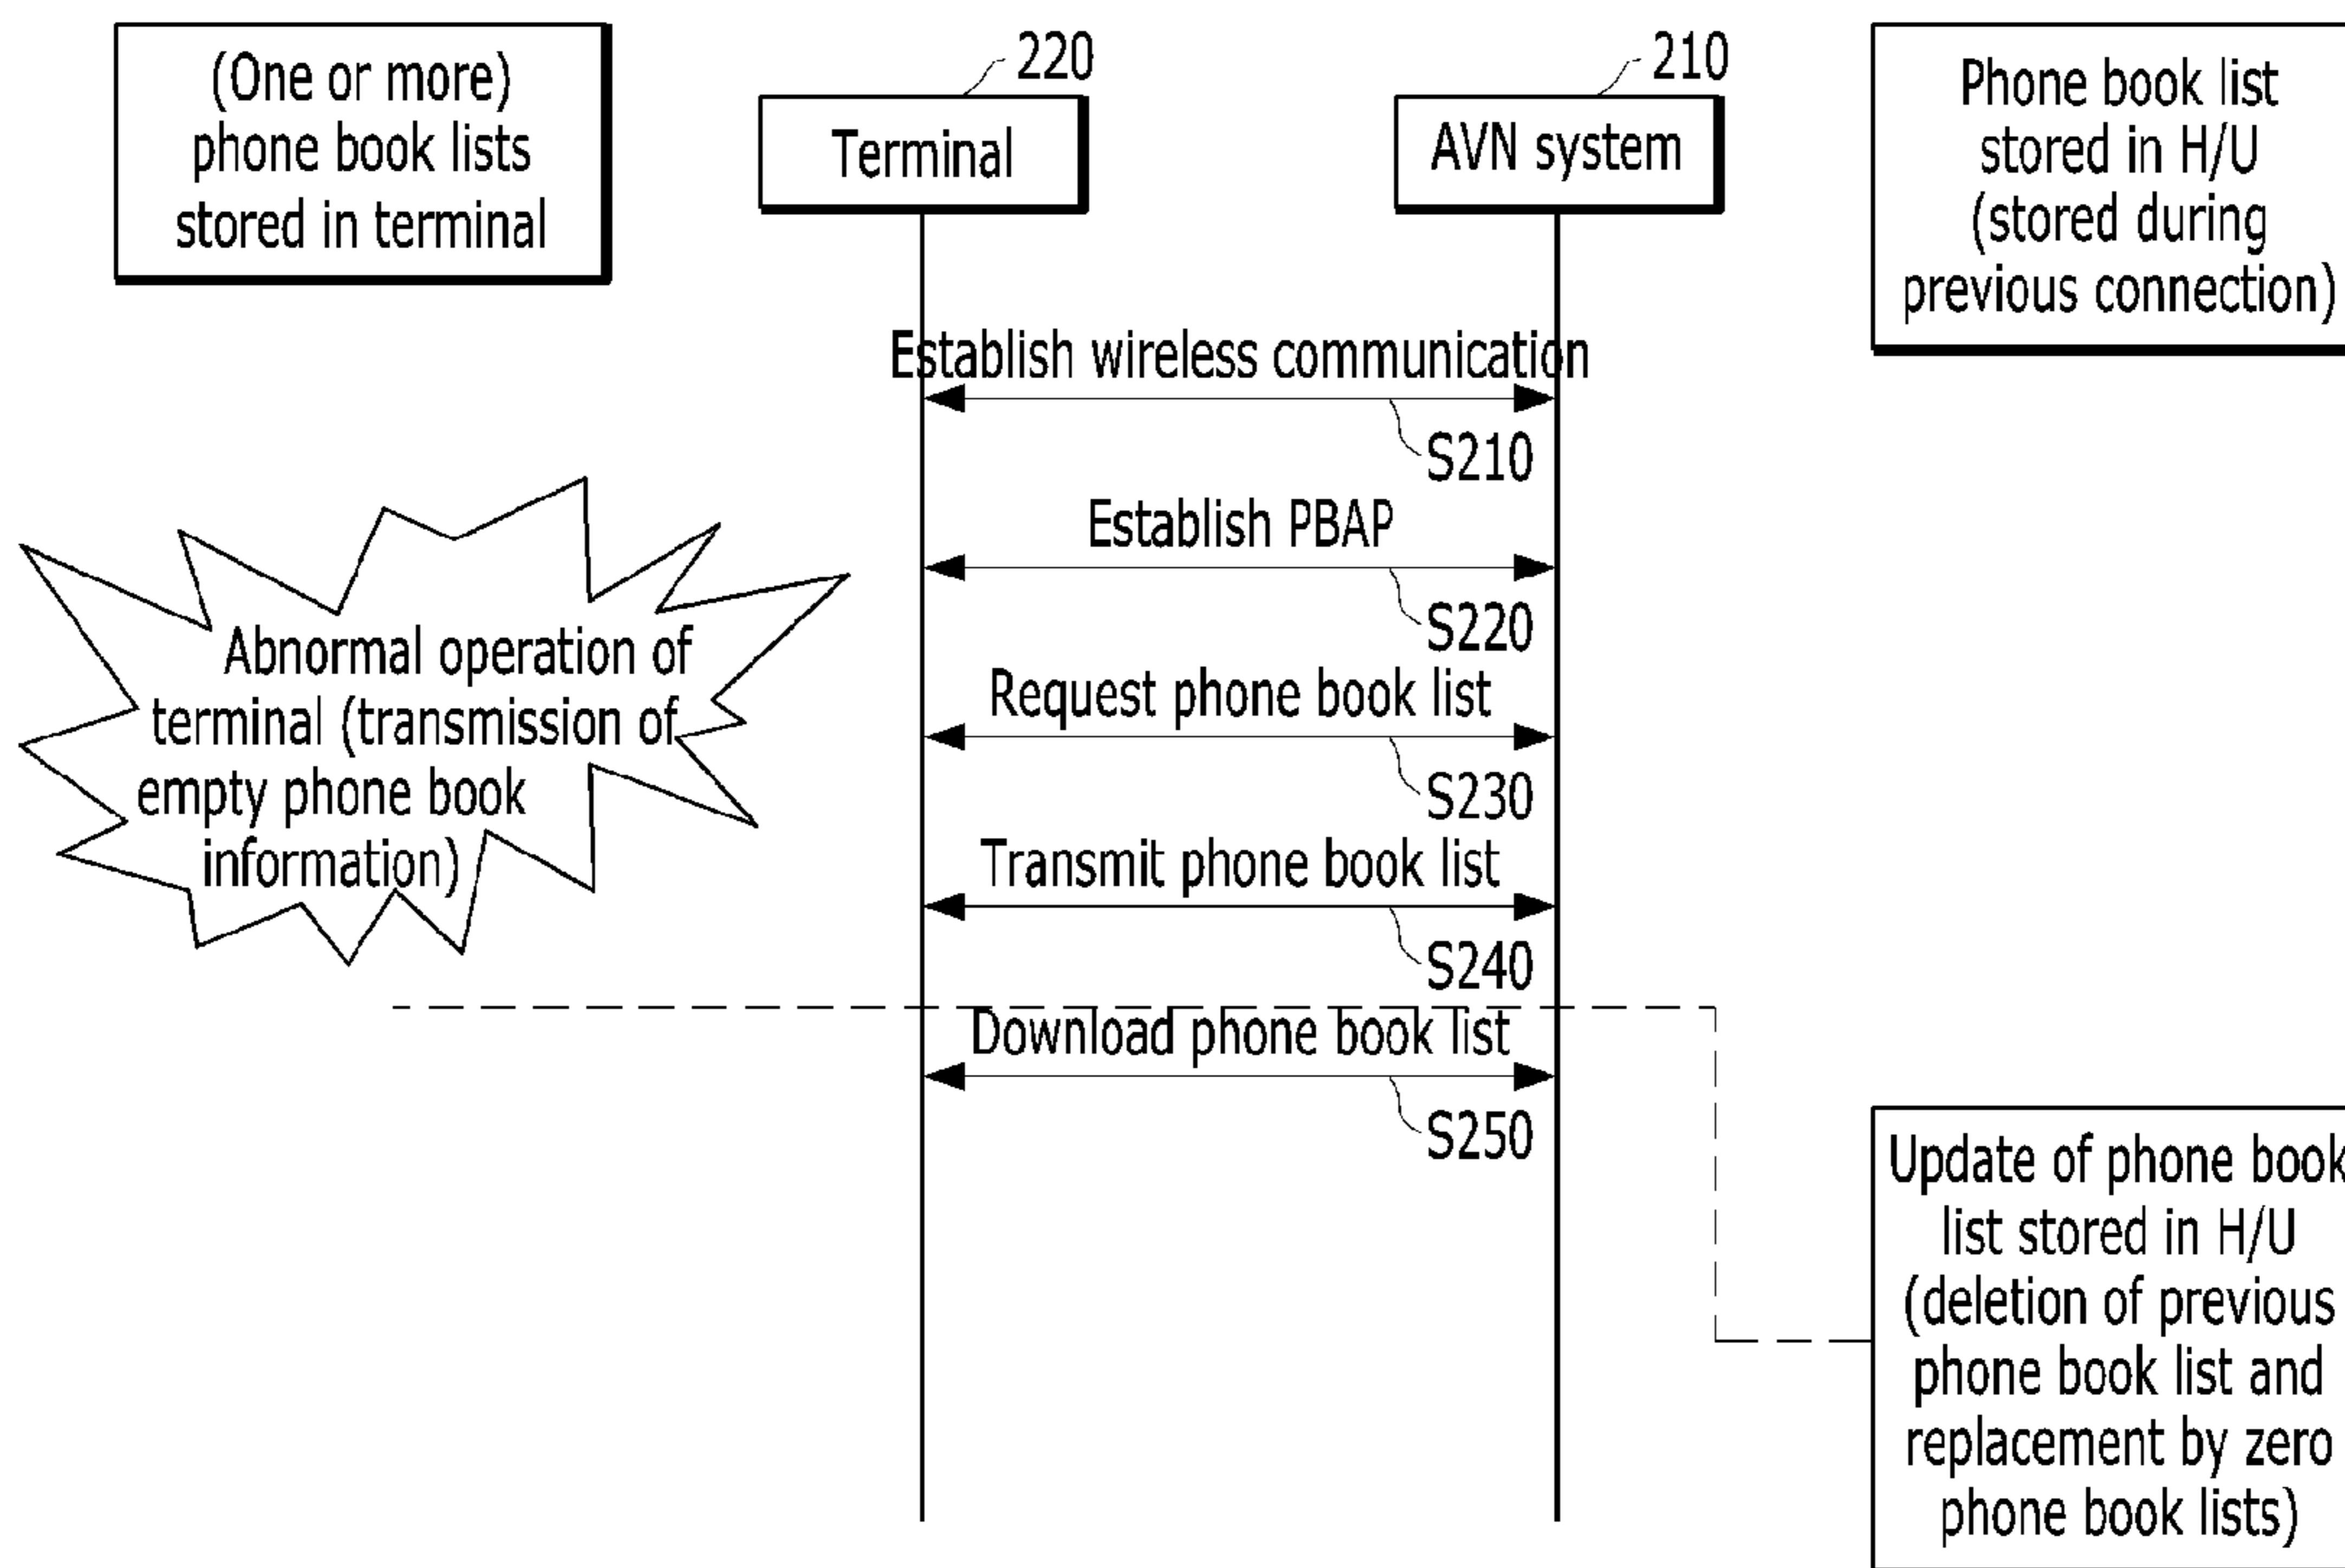 (One or more)
phone book lists
stored in terminal
220
Terminal
210
AVN system
Phone book list
stored in H/U
(stored during
previous connection)
Establish wireless communication
S210
Establish PBAP
S220
Abnormal operation of
terminal (transmission of
empty phone book
information)
Request phone book list
S230
Transmit phone book list
S240
Download phone book list
S250
Update of phone book
list stored in H/U
(deletion of previous
phone book list and
replacement by zero
phone book lists)